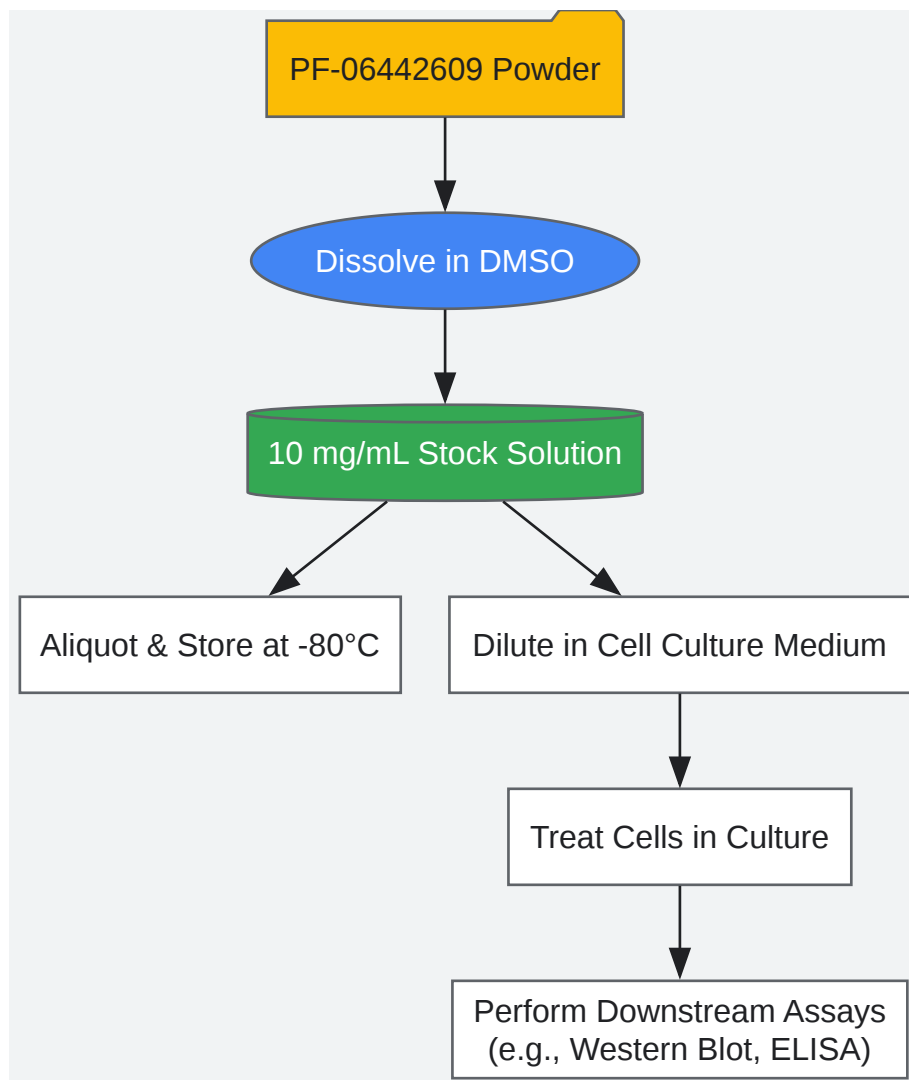 PF-06442609 Powder
Dissolve in DMSO
10 mg/mL Stock Solution
Aliquot & Store at -80°C
Dilute in Cell Culture Medium
Treat Cells in Culture
Perform Downstream Assays
(e.g., Western Blot, ELISA)